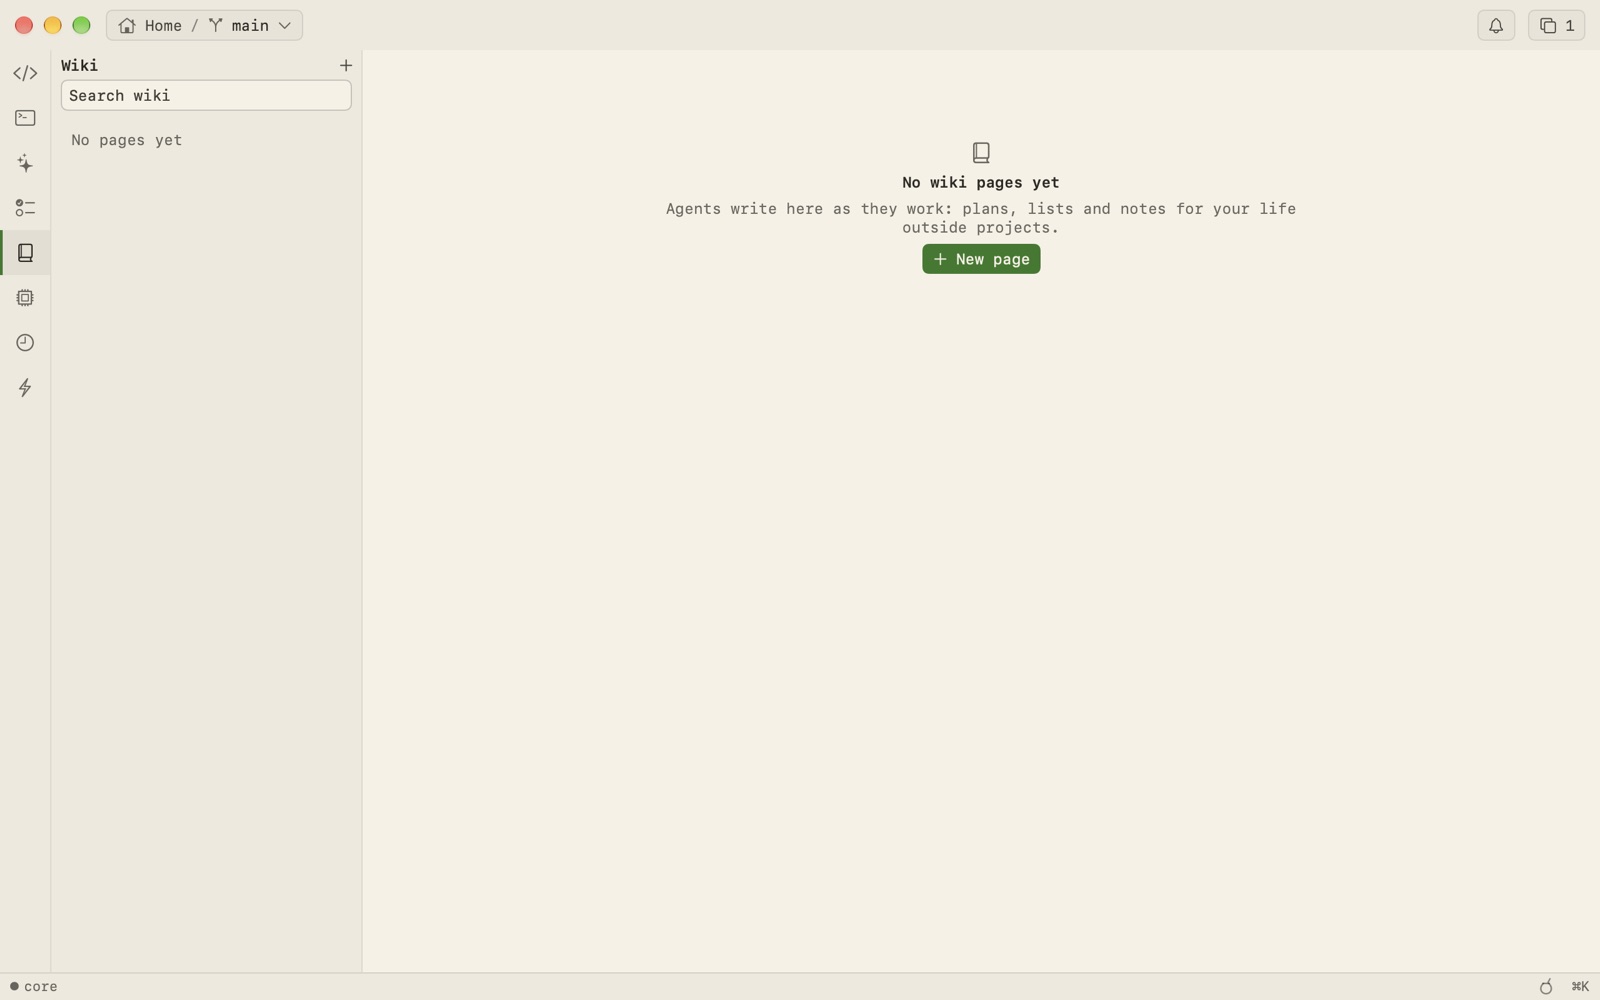 Home / main
1
Wiki
Search wiki
No pages yet
No wiki pages yet
Agents write here as they work: plans, lists and notes for your life
outside projects.
+ New page
core
⌘K